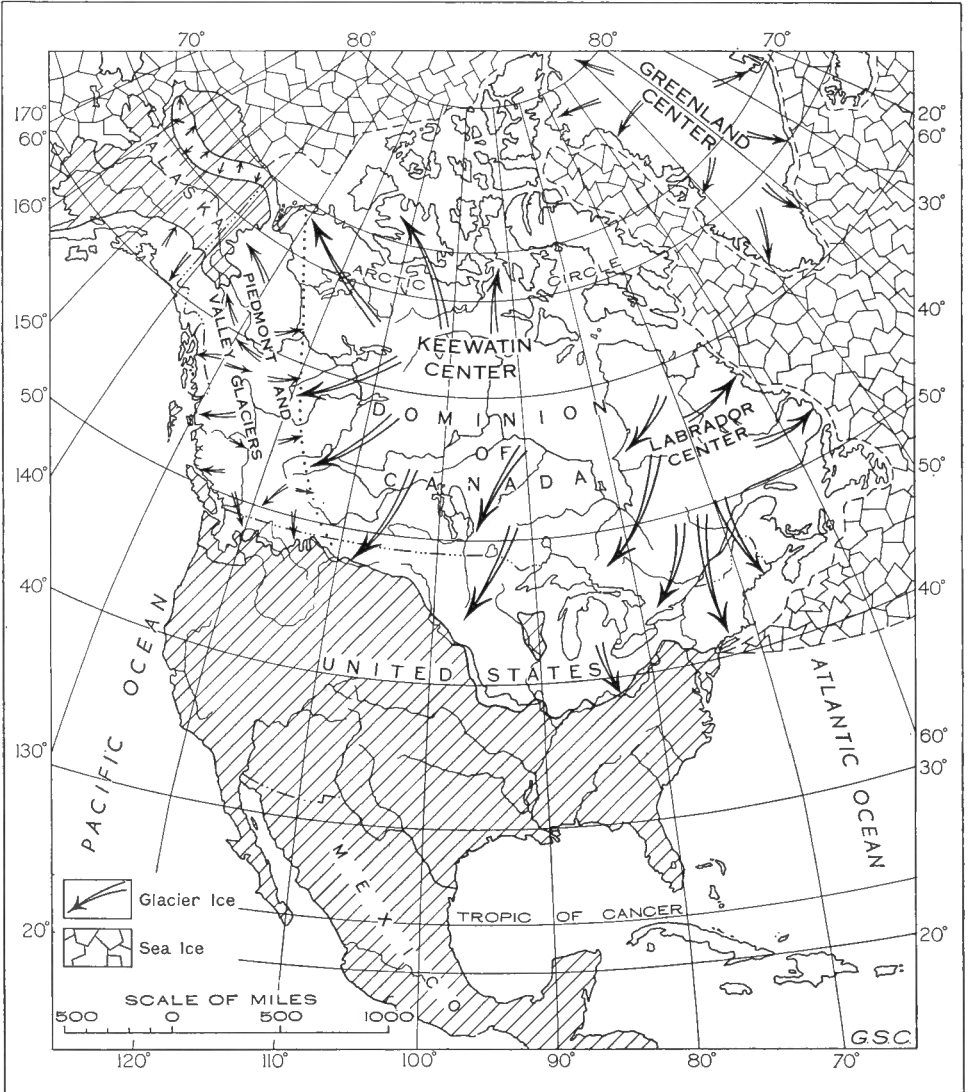 70° 80° 80° 70°
170°
60°
160°
150°
50°
140°
40°
130°
20°
20°
60°
30°
40°
50°
50°
40°
60°
30°
20°
ALASKA
GREENLAND
CENTER
ARCTIC CIRCLE
VALLEY PIEDMONT
AND
GLACIERS
KEEWATIN
CENTER
LABRADOR
CENTER
DOMINION
OF
CANADA
UNITED STATES
PACIFIC OCEAN
ATLANTIC OCEAN
MEXICO
TROPIC OF CANCER
Glacier Ice
Sea Ice
SCALE OF MILES
500 0 500 1000
G.S.C.
120° 110° 100° 90° 80° 70°